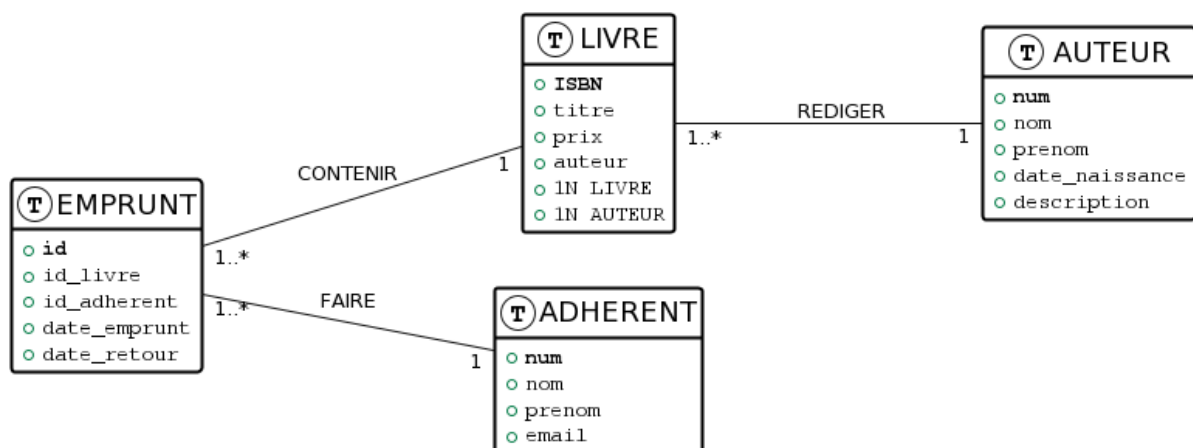 T LIVRE
ISBN
titre
prix
auteur
1N LIVRE
1N AUTEUR
T AUTEUR
num
nom
prenom
date_naissance
description
REDIGER
1..*
1
CONTENIR
1
1..*
T EMPRUNT
id
id_livre
id_adherent
date_emprunt
date_retour
FAIRE
1..*
1
T ADHERENT
num
nom
prenom
email